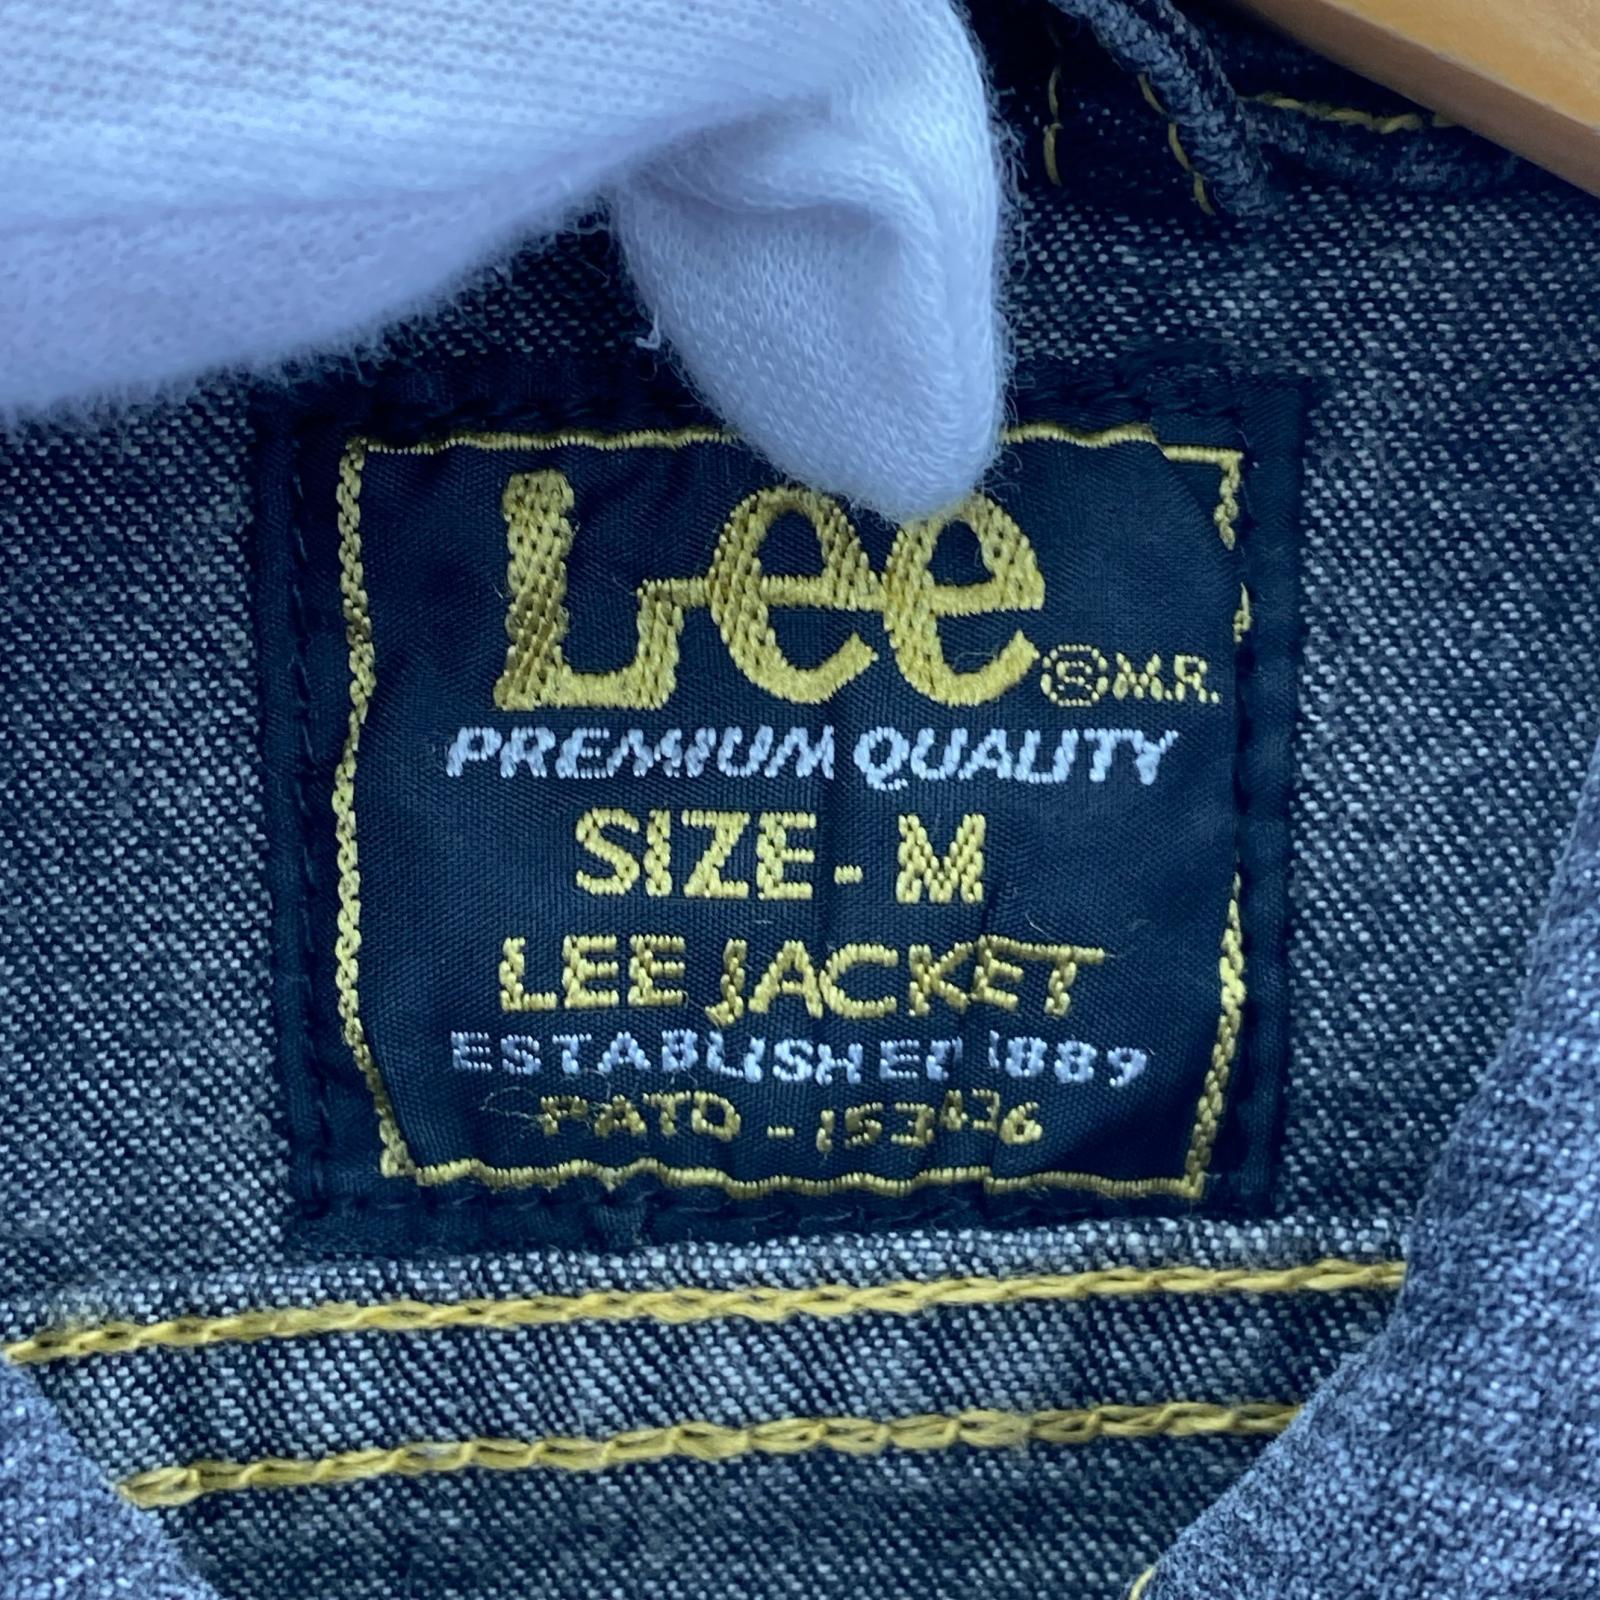 Lee ® M.R.
PREMIUM QUALITY
SIZE - M
LEE JACKET
ESTABLISHED 1889
PATD - 153436